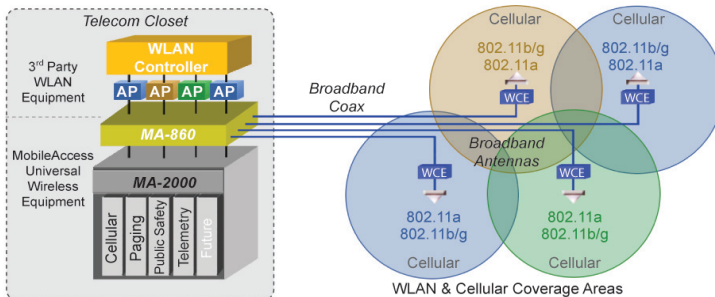 Telecom Closet
WLAN
Controller
3rd Party
WLAN
Equipment
AP AP AP AP
MA-860
MobileAccess
Universal
Wireless
Equipment
MA-2000
Cellular
Paging
Public Safety
Telemetry
Future
Broadband
Coax
Broadband
Antennas
Cellular
802.11b/g
802.11a
WCE
Cellular
802.11b/g
802.11a
WCE
WCE
802.11a
802.11b/g
Cellular
WCE
802.11a
802.11b/g
Cellular
WLAN & Cellular Coverage Areas